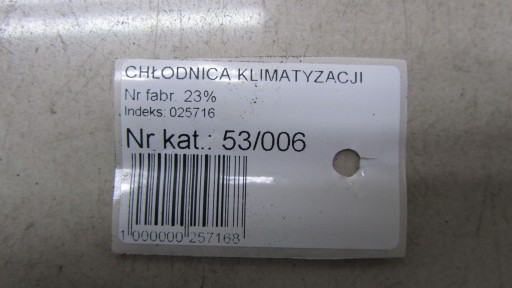 CHŁODNICA KLIMATYZACJI
Nr fabr. 23%
Indeks: 025716
Nr kat.: 53/006
1 000000 257168